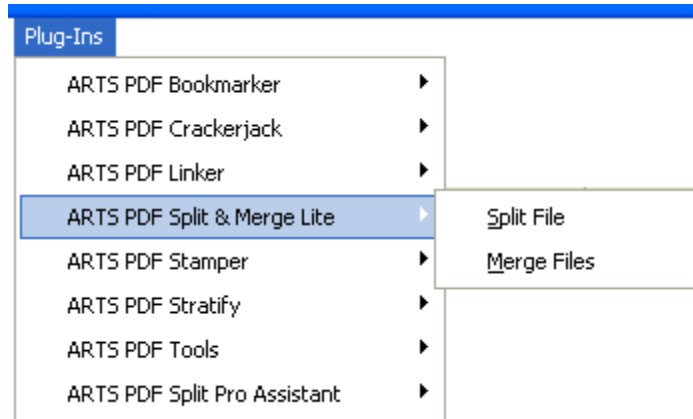 Plug-Ins
ARTS PDF Bookmarker
ARTS PDF Crackerjack
ARTS PDF Linker
ARTS PDF Split & Merge Lite
Split File
Merge Files
ARTS PDF Stamper
ARTS PDF Stratify
ARTS PDF Tools
ARTS PDF Split Pro Assistant